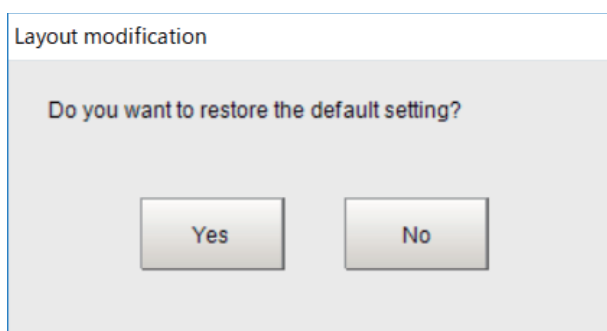 Layout modification
Do you want to restore the default setting?
Yes
No